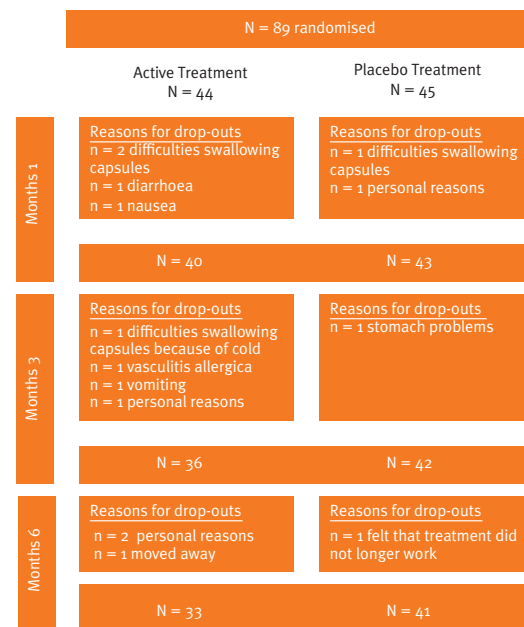 N = 89 randomised
Active Treatment
N = 44
Placebo Treatment
N = 45
Months 1
Reasons for drop-outs
n = 2 difficulties swallowing
capsules
n = 1 diarrhoea
n = 1 nausea
Reasons for drop-outs
n = 1 difficulties swallowing
capsules
n = 1 personal reasons
N = 40
N = 43
Months 3
Reasons for drop-outs
n = 1 difficulties swallowing
capsules because of cold
n = 1 vasculitis allergica
n = 1 vomiting
n = 1 personal reasons
Reasons for drop-outs
n = 1 stomach problems
N = 36
N = 42
Months 6
Reasons for drop-outs
n = 2 personal reasons
n = 1 moved away
Reasons for drop-outs
n = 1 felt that treatment did
not longer work
N = 33
N = 41